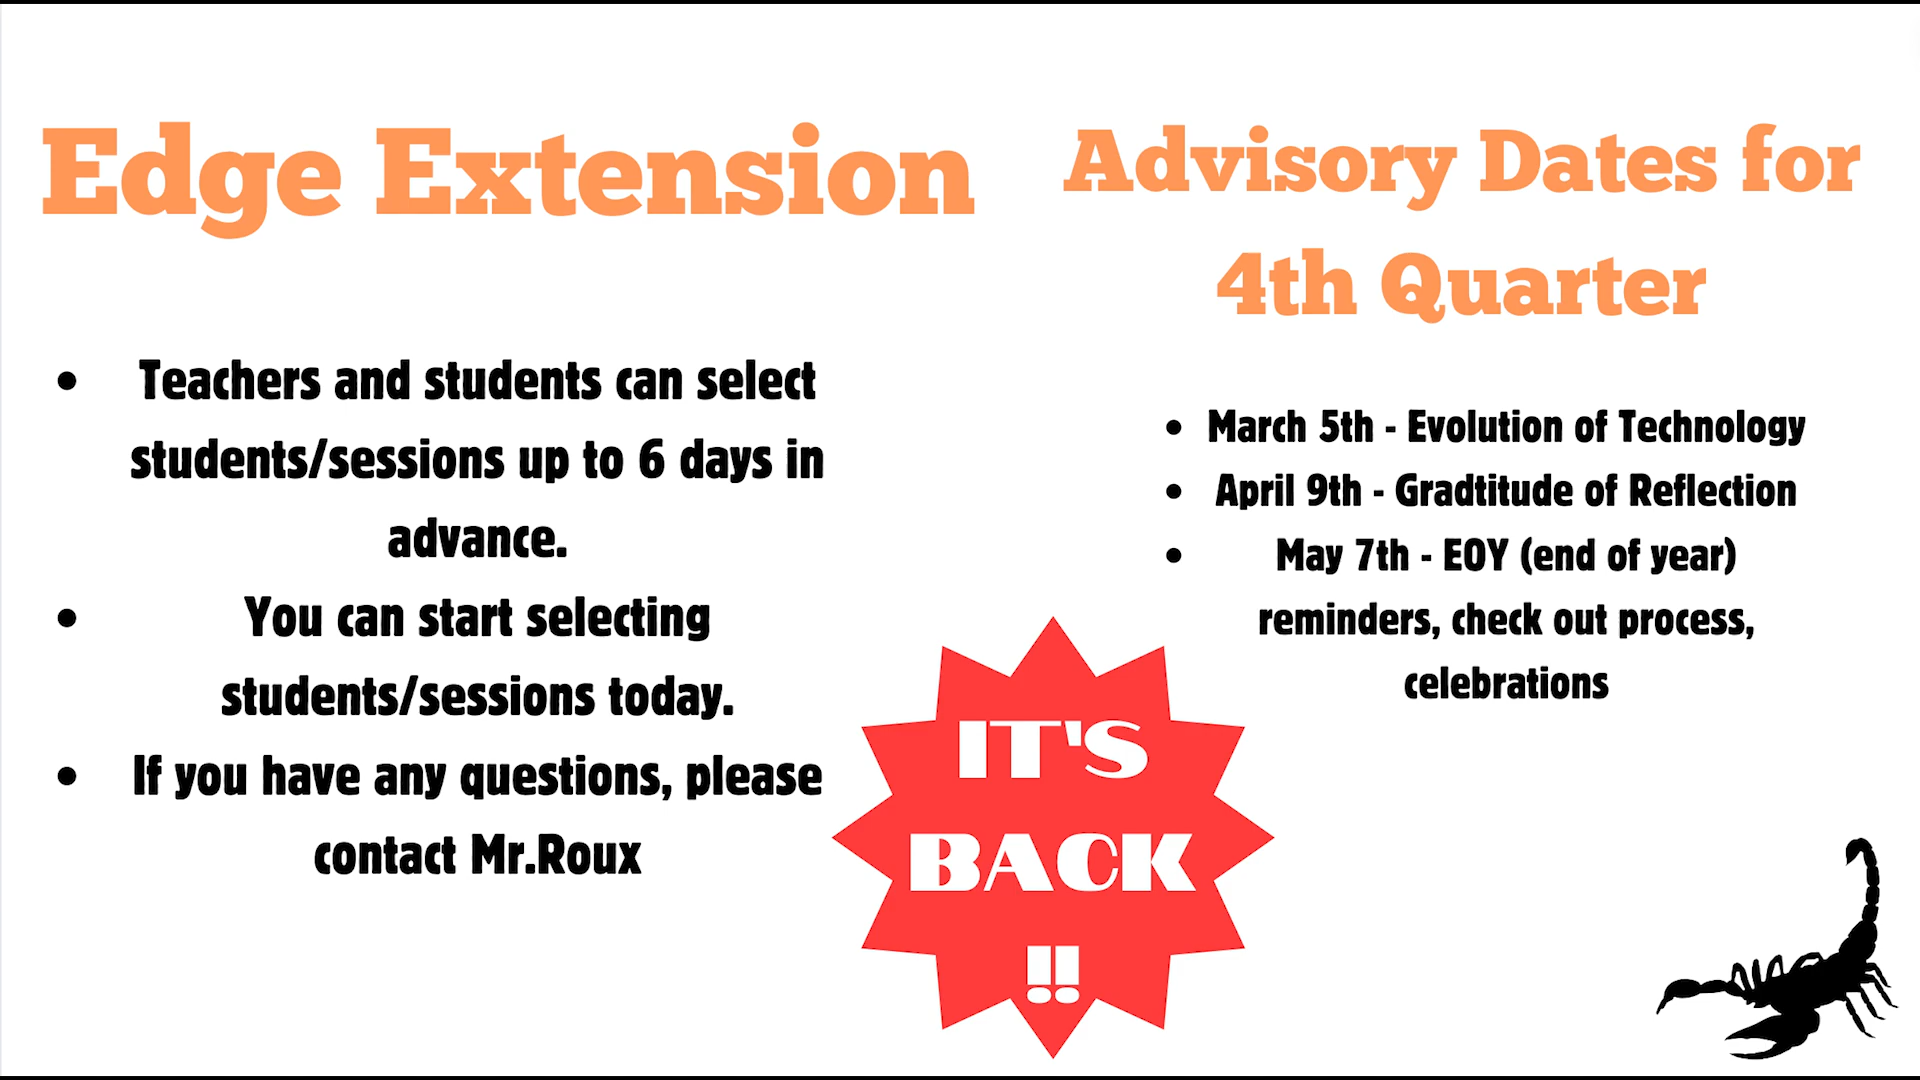 Edge Extension
• Teachers and students can select
students/sessions up to 6 days in
advance.
• You can start selecting
students/sessions today.
• If you have any questions, please
contact Mr.Roux
Advisory Dates for
4th Quarter
• March 5th - Evolution of Technology
• April 9th - Gradtitude of Reflection
• May 7th - EOY (end of year)
reminders, check out process,
celebrations
IT'S
BACK
!!